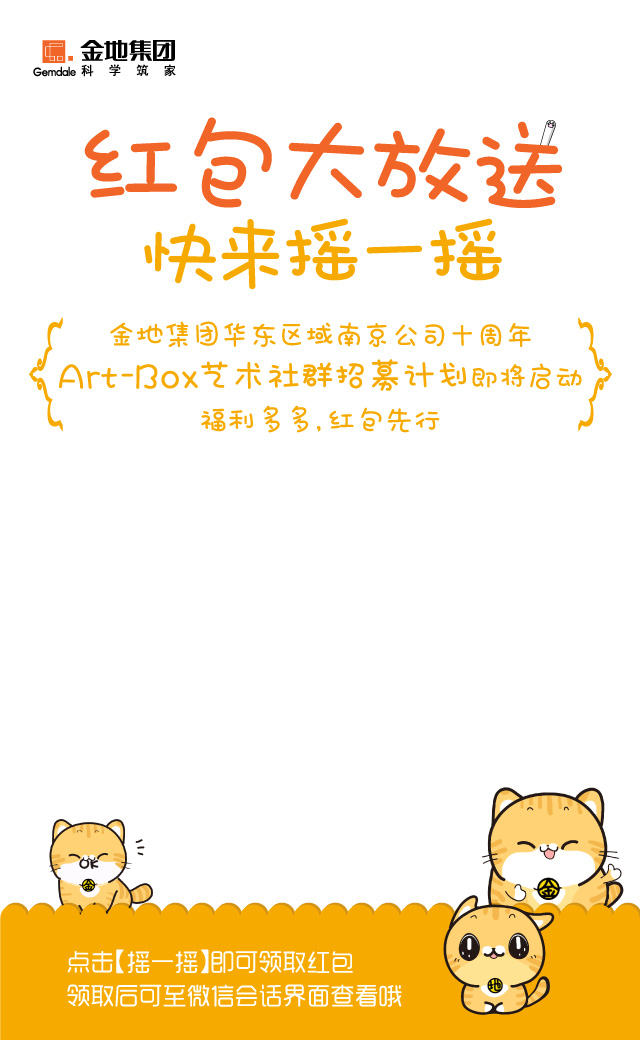 金地集团
Gemdale 科学筑家
红包大放送
快来摇一摇
金地集团华东区域南京公司十周年
Art-Box艺术社群招募计划即将启动
福利多多,红包先行
OK
金
地
金
点击【摇一摇】即可领取红包
领取后可至微信会话界面查看哦